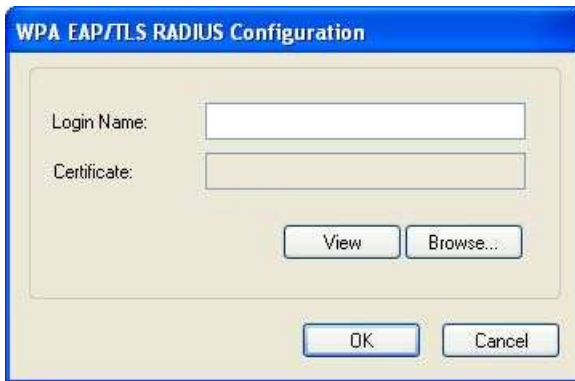 WPA EAP/TLS RADIUS Configuration
Login Name:
Certificate:
View Browse...
OK Cancel